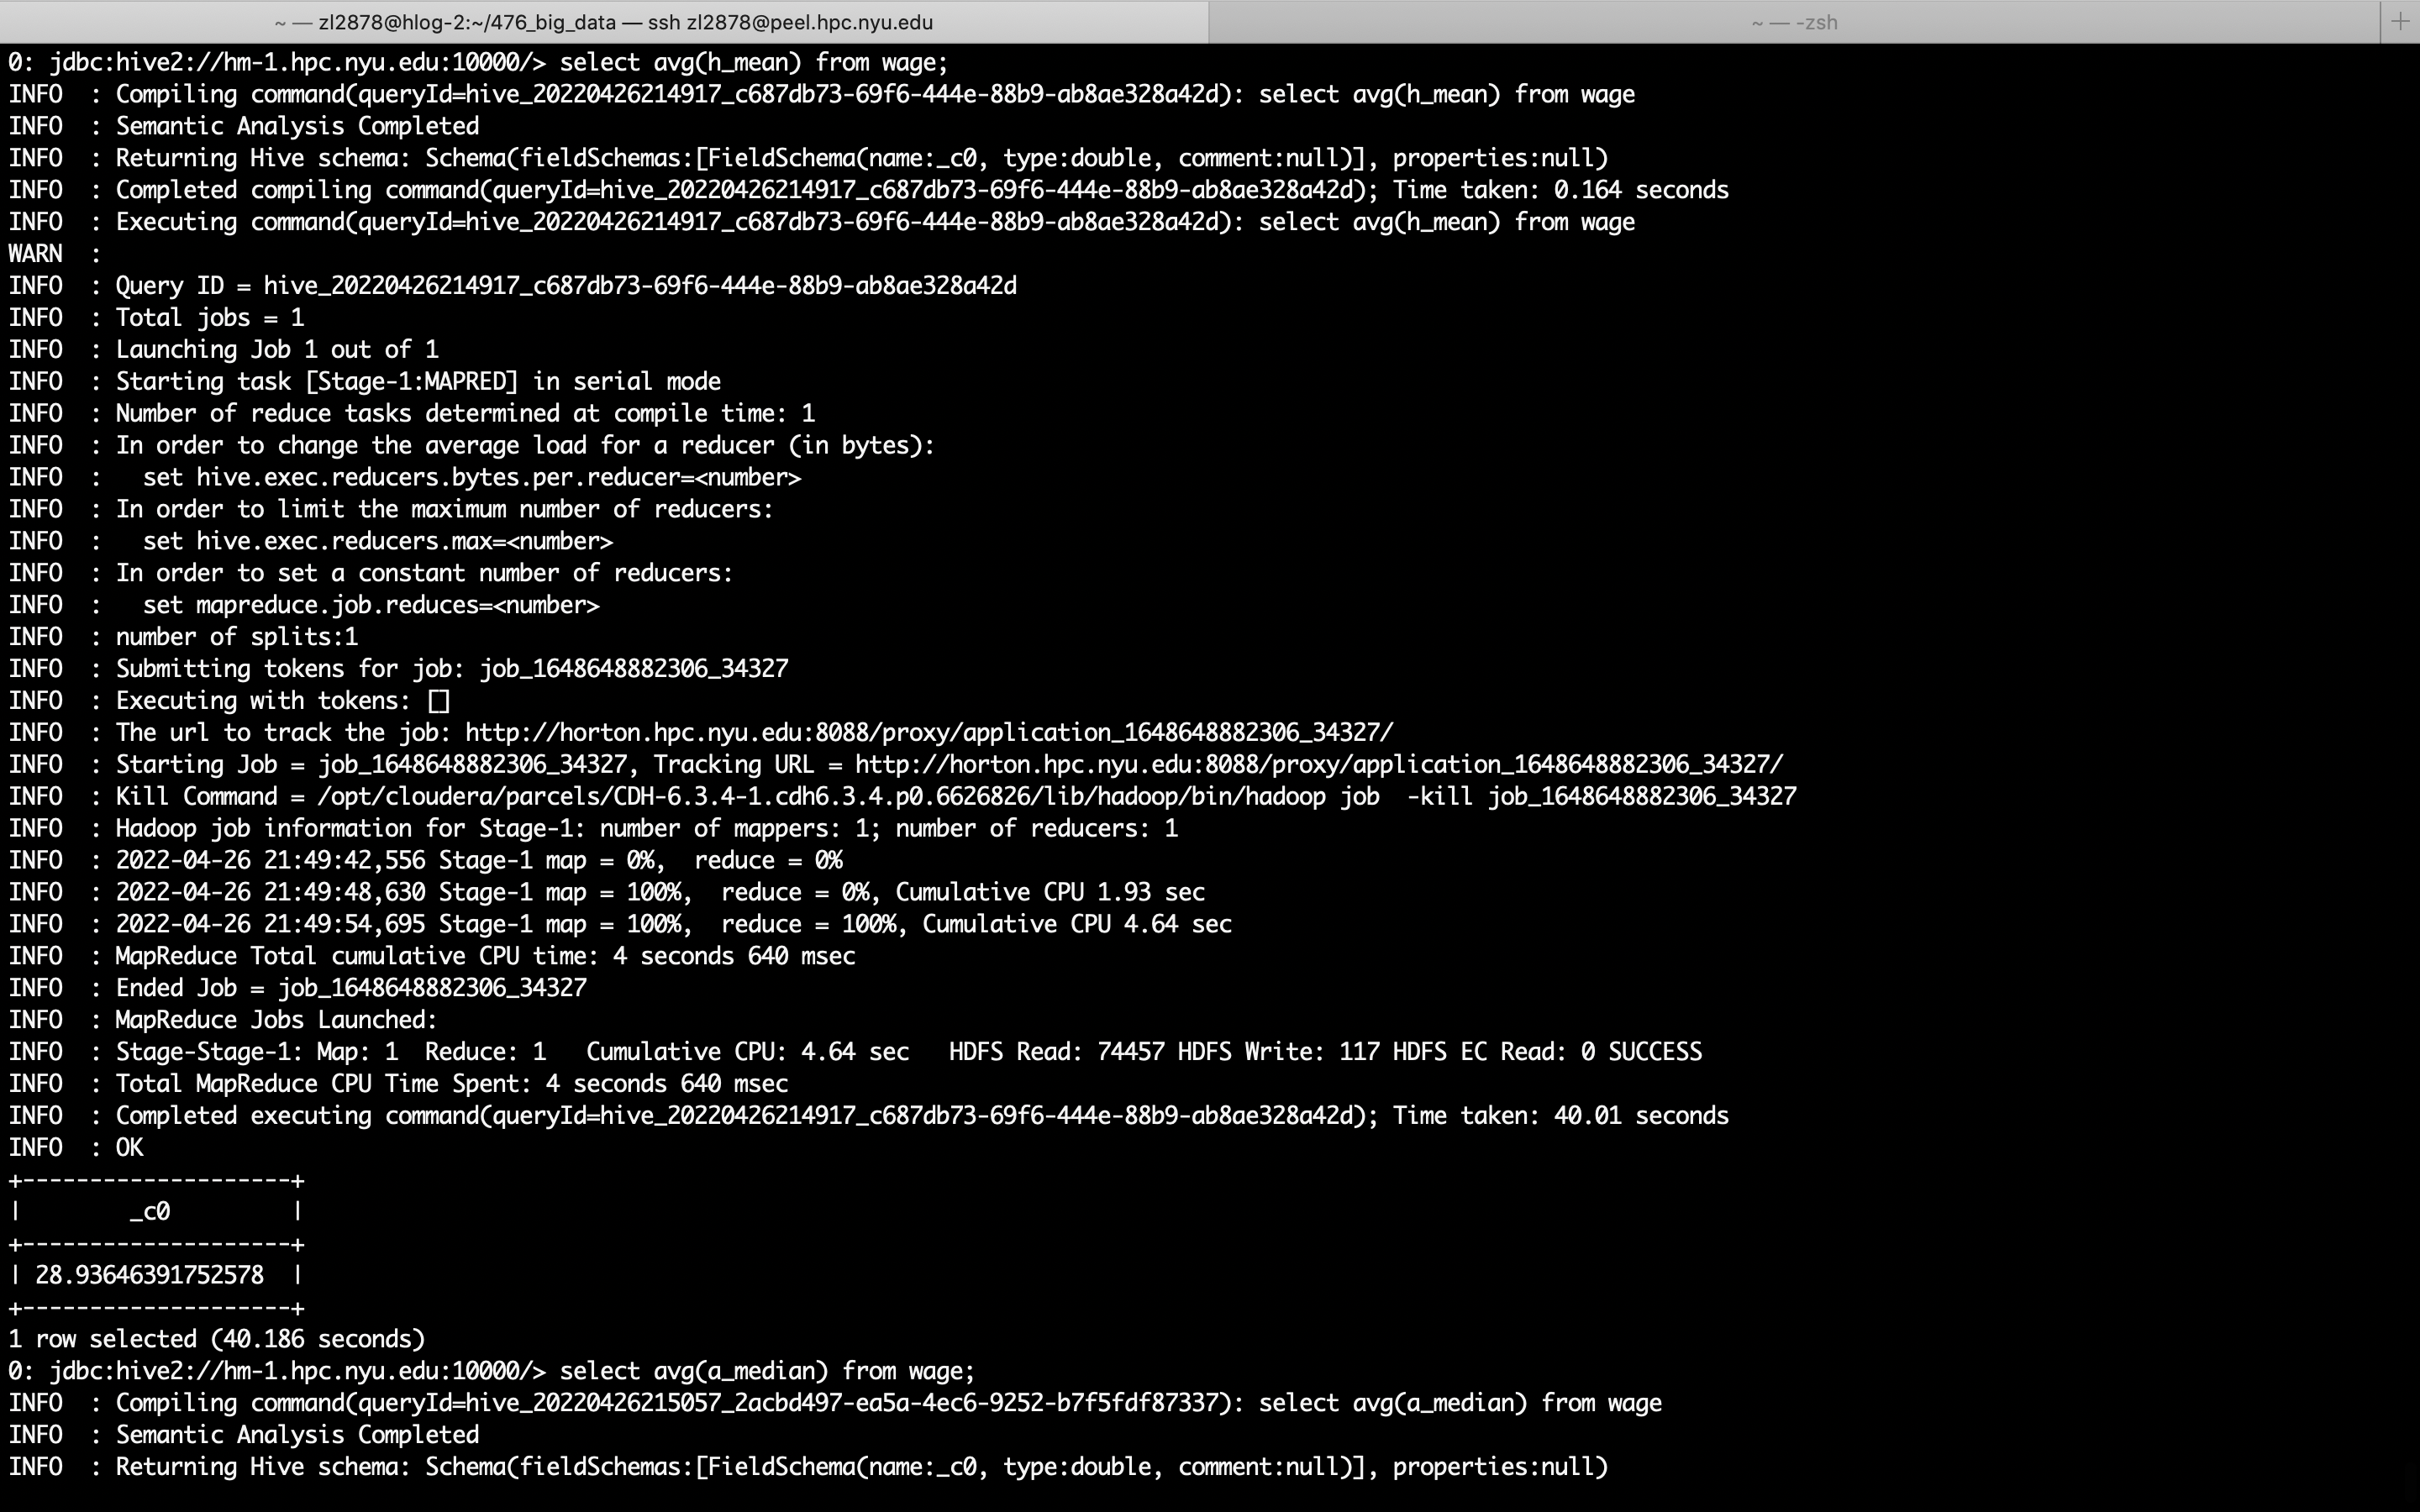 ~ — zl2878@hlog-2:~/476_big_data — ssh zl2878@peel.hpc.nyu.edu
~ — -zsh
+
0: jdbc:hive2://hm-1.hpc.nyu.edu:10000/> select avg(h_mean) from wage;
INFO  : Compiling command(queryId=hive_20220426214917_c687db73-69f6-444e-88b9-ab8ae328a42d): select avg(h_mean) from wage
INFO  : Semantic Analysis Completed
INFO  : Returning Hive schema: Schema(fieldSchemas:[FieldSchema(name:_c0, type:double, comment:null)], properties:null)
INFO  : Completed compiling command(queryId=hive_20220426214917_c687db73-69f6-444e-88b9-ab8ae328a42d); Time taken: 0.164 seconds
INFO  : Executing command(queryId=hive_20220426214917_c687db73-69f6-444e-88b9-ab8ae328a42d): select avg(h_mean) from wage
WARN  :
INFO  : Query ID = hive_20220426214917_c687db73-69f6-444e-88b9-ab8ae328a42d
INFO  : Total jobs = 1
INFO  : Launching Job 1 out of 1
INFO  : Starting task [Stage-1:MAPRED] in serial mode
INFO  : Number of reduce tasks determined at compile time: 1
INFO  : In order to change the average load for a reducer (in bytes):
INFO  :   set hive.exec.reducers.bytes.per.reducer=<number>
INFO  : In order to limit the maximum number of reducers:
INFO  :   set hive.exec.reducers.max=<number>
INFO  : In order to set a constant number of reducers:
INFO  :   set mapreduce.job.reduces=<number>
INFO  : number of splits:1
INFO  : Submitting tokens for job: job_1648648882306_34327
INFO  : Executing with tokens: []
INFO  : The url to track the job: http://horton.hpc.nyu.edu:8088/proxy/application_1648648882306_34327/
INFO  : Starting Job = job_1648648882306_34327, Tracking URL = http://horton.hpc.nyu.edu:8088/proxy/application_1648648882306_34327/
INFO  : Kill Command = /opt/cloudera/parcels/CDH-6.3.4-1.cdh6.3.4.p0.6626826/lib/hadoop/bin/hadoop job  -kill job_1648648882306_34327
INFO  : Hadoop job information for Stage-1: number of mappers: 1; number of reducers: 1
INFO  : 2022-04-26 21:49:42,556 Stage-1 map = 0%,  reduce = 0%
INFO  : 2022-04-26 21:49:48,630 Stage-1 map = 100%,  reduce = 0%, Cumulative CPU 1.93 sec
INFO  : 2022-04-26 21:49:54,695 Stage-1 map = 100%,  reduce = 100%, Cumulative CPU 4.64 sec
INFO  : MapReduce Total cumulative CPU time: 4 seconds 640 msec
INFO  : Ended Job = job_1648648882306_34327
INFO  : MapReduce Jobs Launched:
INFO  : Stage-Stage-1: Map: 1  Reduce: 1   Cumulative CPU: 4.64 sec   HDFS Read: 74457 HDFS Write: 117 HDFS EC Read: 0 SUCCESS
INFO  : Total MapReduce CPU Time Spent: 4 seconds 640 msec
INFO  : Completed executing command(queryId=hive_20220426214917_c687db73-69f6-444e-88b9-ab8ae328a42d); Time taken: 40.01 seconds
INFO  : OK
+--------------------+
|        _c0         |
+--------------------+
| 28.93646391752578  |
+--------------------+
1 row selected (40.186 seconds)
0: jdbc:hive2://hm-1.hpc.nyu.edu:10000/> select avg(a_median) from wage;
INFO  : Compiling command(queryId=hive_20220426215057_2acbd497-ea5a-4ec6-9252-b7f5fdf87337): select avg(a_median) from wage
INFO  : Semantic Analysis Completed
INFO  : Returning Hive schema: Schema(fieldSchemas:[FieldSchema(name:_c0, type:double, comment:null)], properties:null)